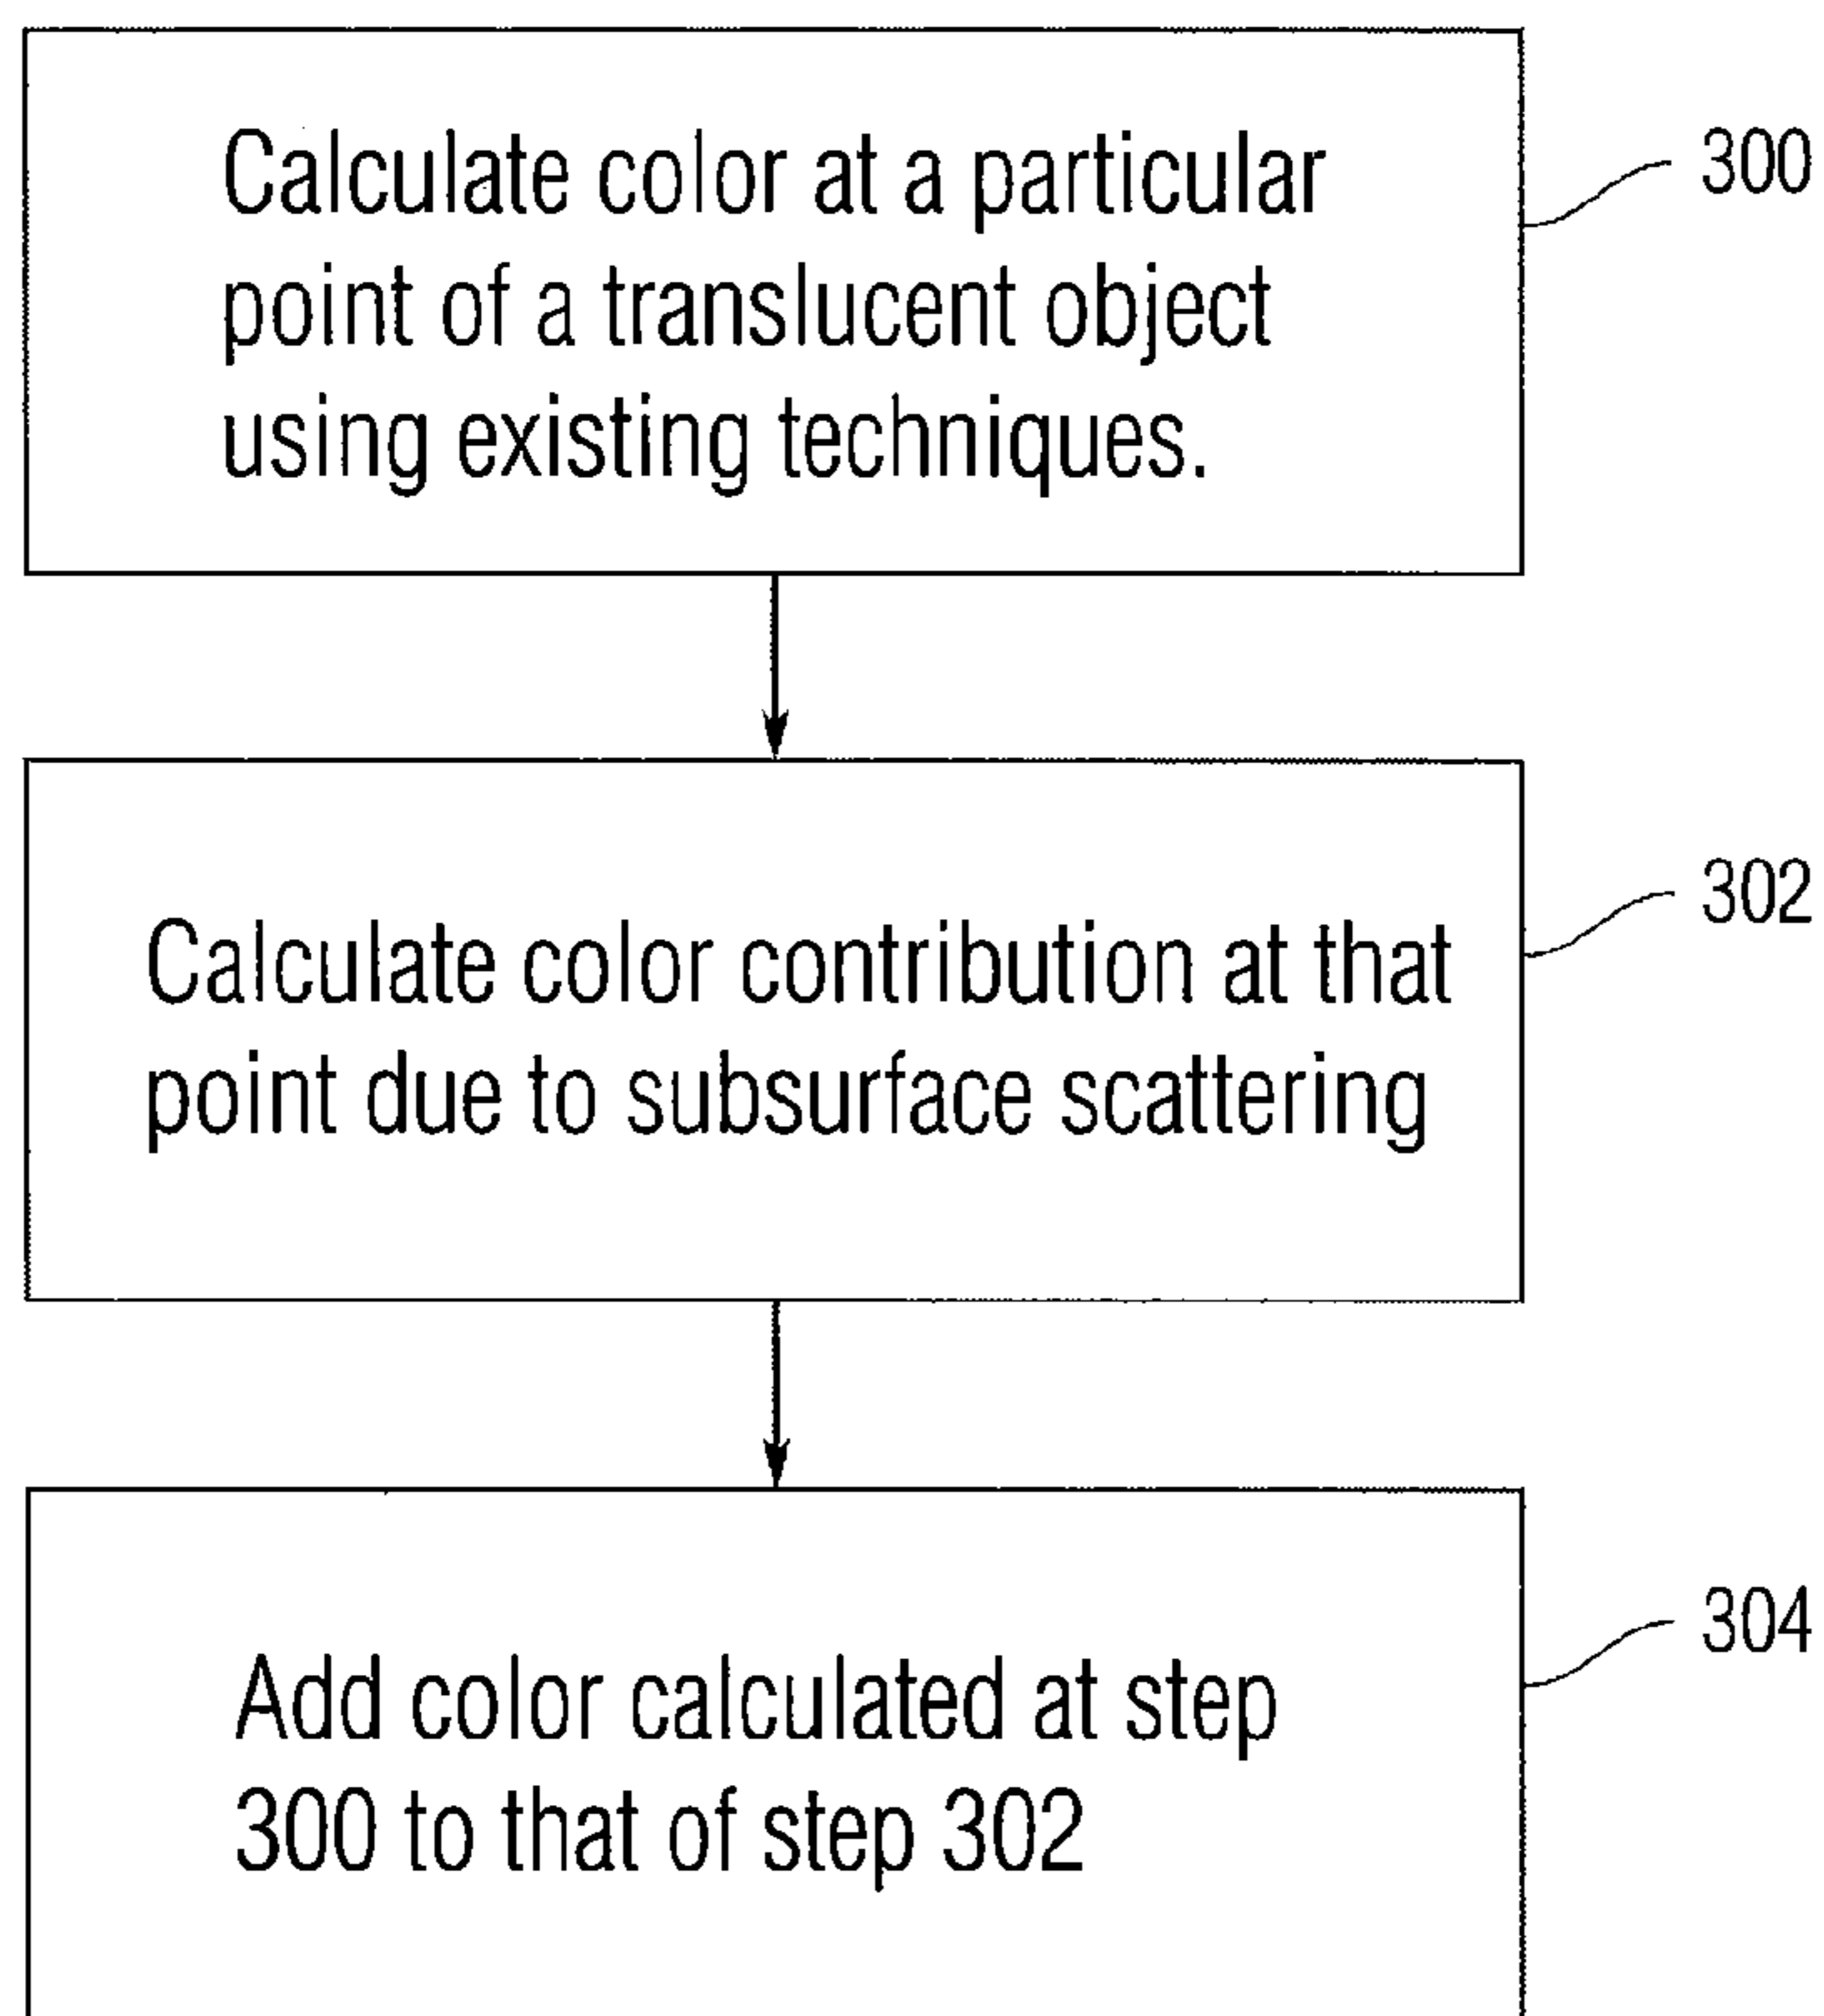 Calculate color at a particular
point of a translucent object
using existing techniques.
300
Calculate color contribution at that
point due to subsurface scattering
302
Add color calculated at step
300 to that of step 302
304